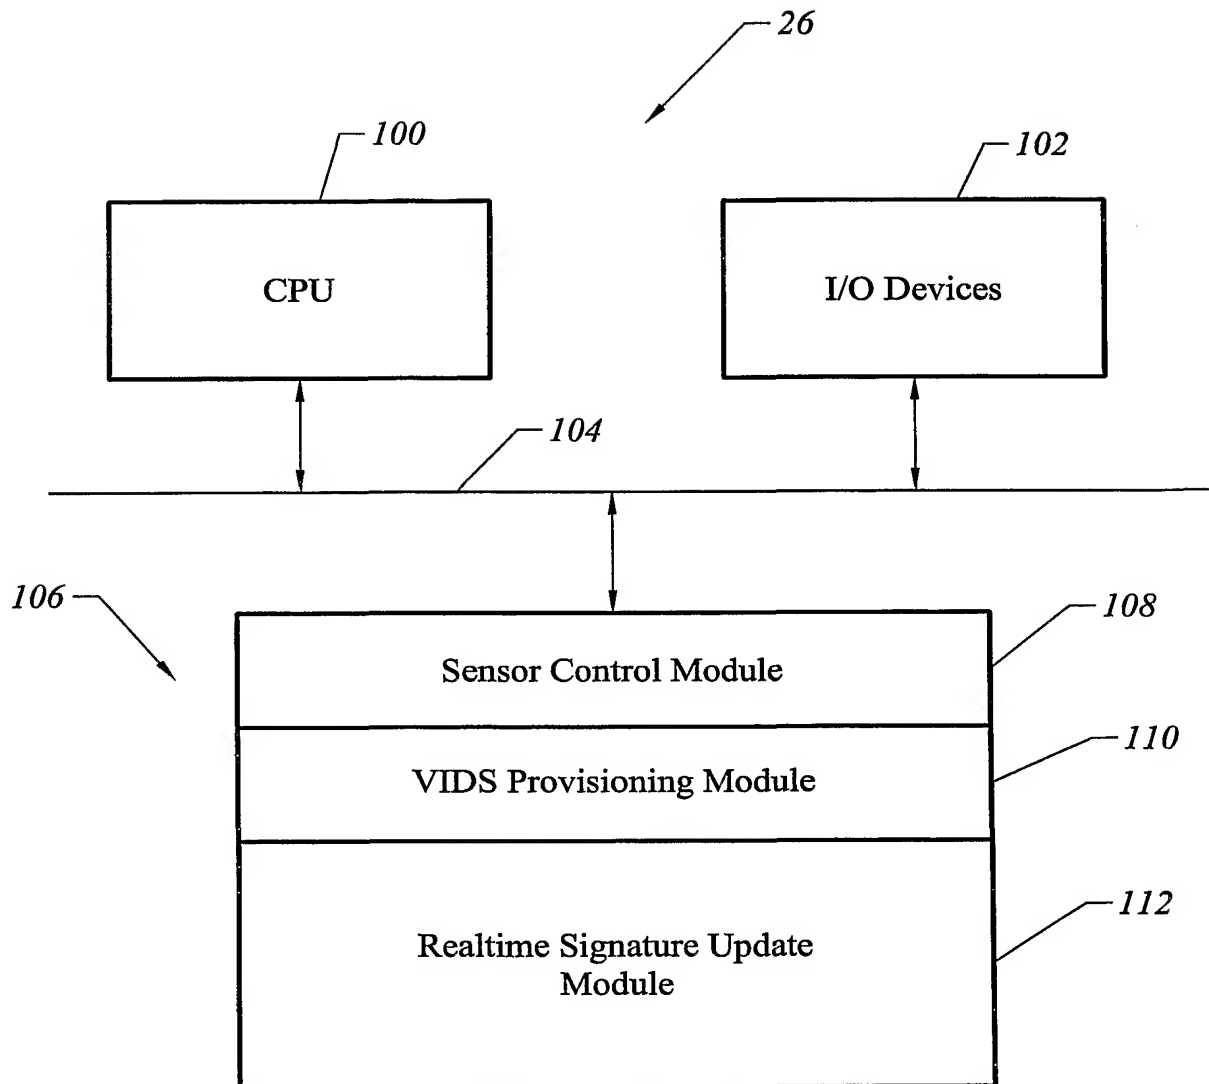 26
100
102
CPU
I/O Devices
104
106
108
Sensor Control Module
110
VIDS Provisioning Module
112
Realtime Signature Update
Module